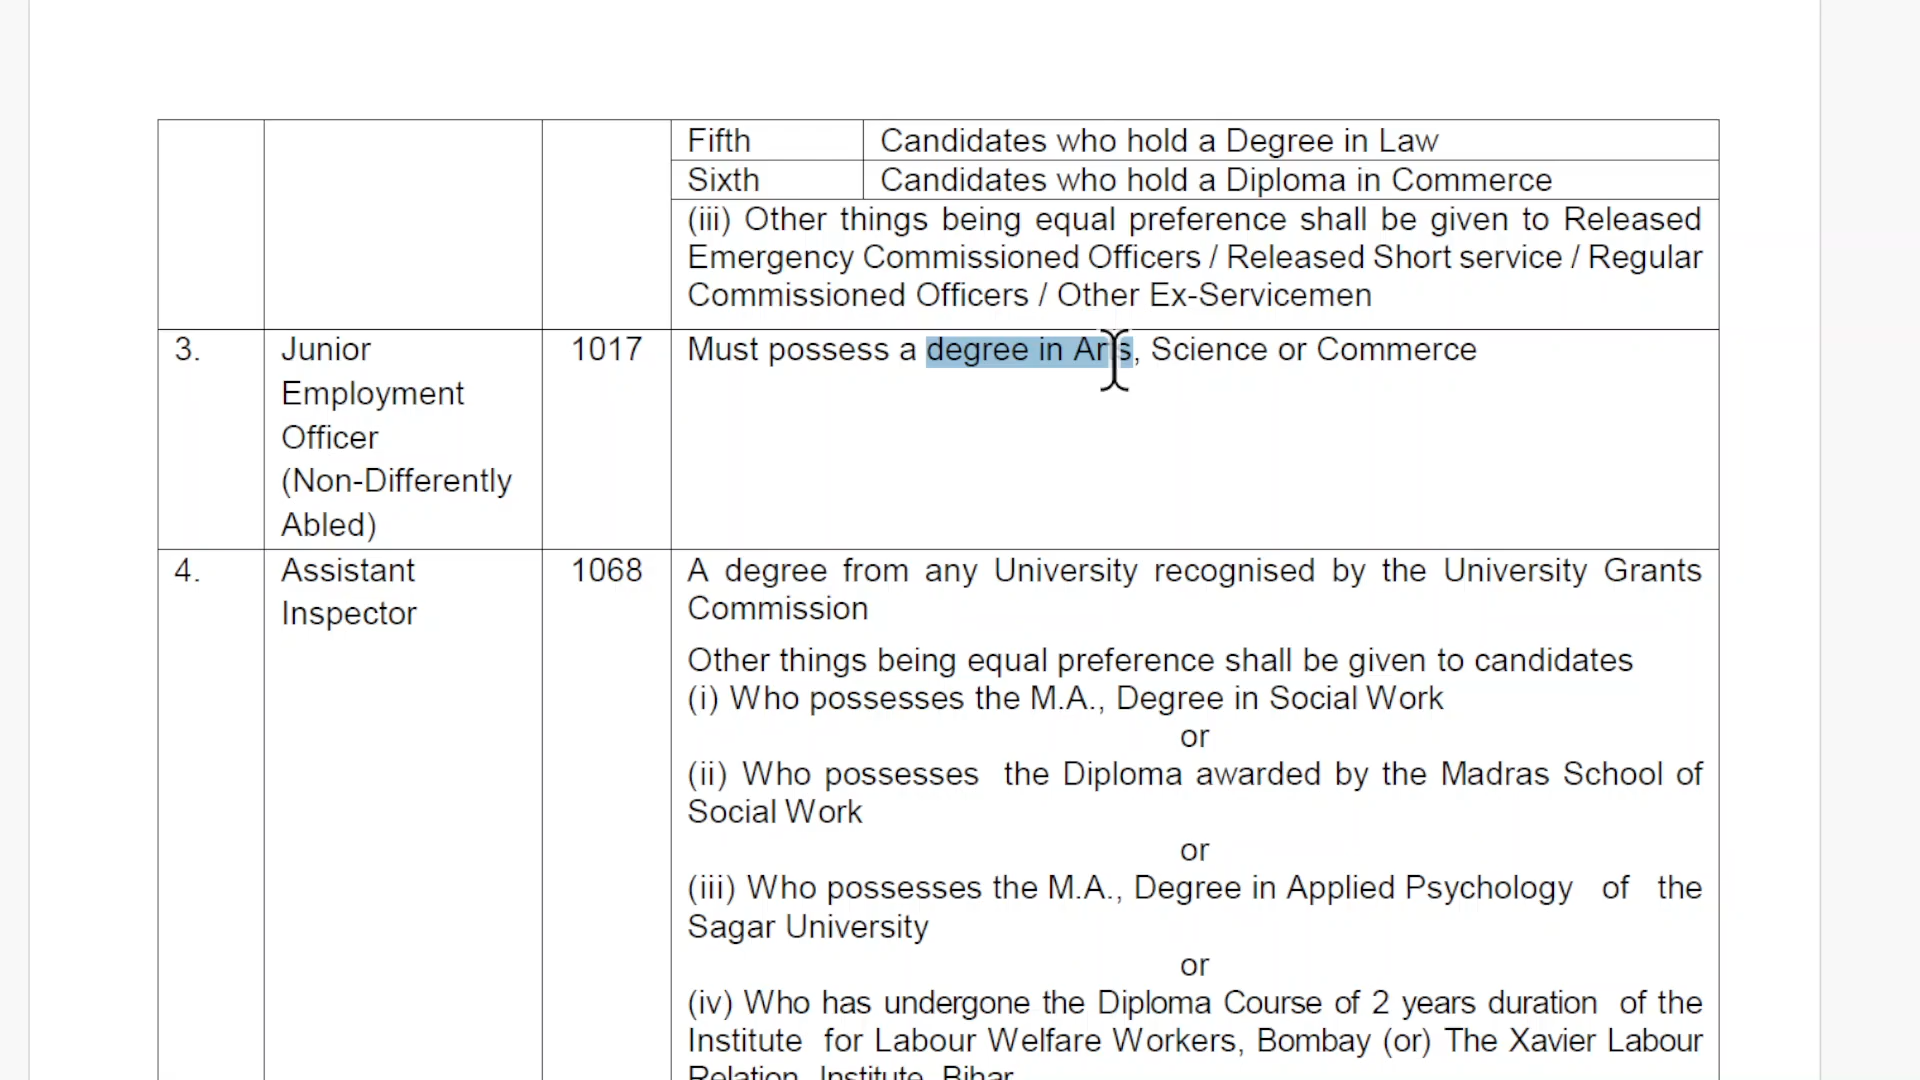 Fifth Candidates who hold a Degree in Law
Sixth Candidates who hold a Diploma in Commerce
(iii) Other things being equal preference shall be given to Released
Emergency Commissioned Officers / Released Short service / Regular
Commissioned Officers / Other Ex-Servicemen
3. Junior 1017 Must possess a degree in Arts, Science or Commerce
Employment
Officer
(Non-Differently
Abled)
4. Assistant 1068 A degree from any University recognised by the University Grants
Inspector Commission
Other things being equal preference shall be given to candidates
(i) Who possesses the M.A., Degree in Social Work
or
(ii) Who possesses the Diploma awarded by the Madras School of
Social Work
or
(iii) Who possesses the M.A., Degree in Applied Psychology of the
Sagar University
or
(iv) Who has undergone the Diploma Course of 2 years duration of the
Institute for Labour Welfare Workers, Bombay (or) The Xavier Labour
Relation Institute Bihar